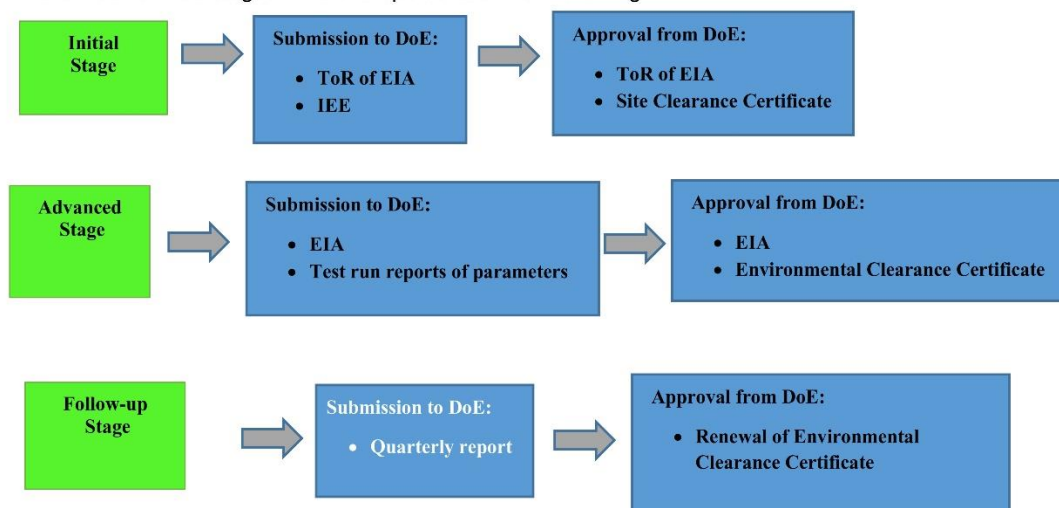 Initial
Stage
Submission to DoE:
• ToR of EIA
• IEE
Approval from DoE:
• ToR of EIA
• Site Clearance Certificate
Advanced
Stage
Submission to DoE:
• EIA
• Test run reports of parameters
Approval from DoE:
• EIA
• Environmental Clearance Certificate
Follow-up
Stage
Submission to DoE:
• Quarterly report
Approval from DoE:
• Renewal of Environmental
Clearance Certificate